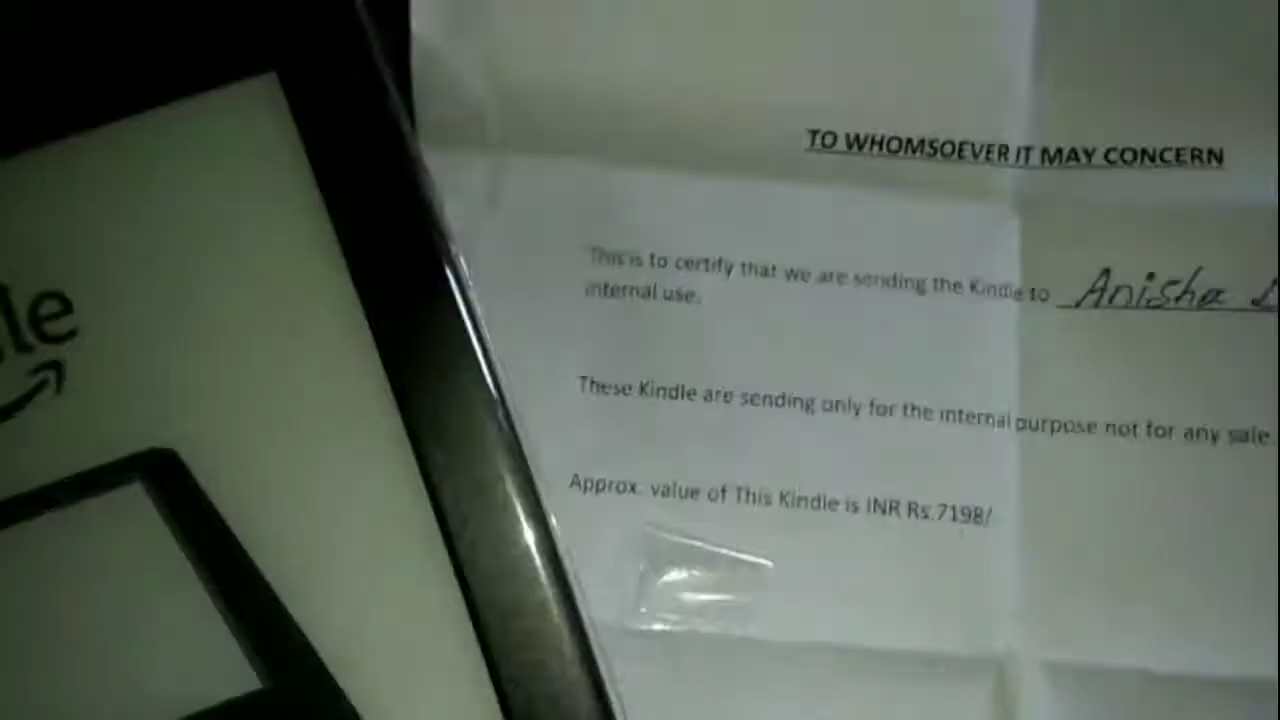 le
TO WHOMSOEVER IT MAY CONCERN
This is to certify that we are sending the Kindle to Anisha
internal use.
These Kindle are sending only for the internal purpose not for any sale.
Approx. value of This Kindle is INR Rs.7198/